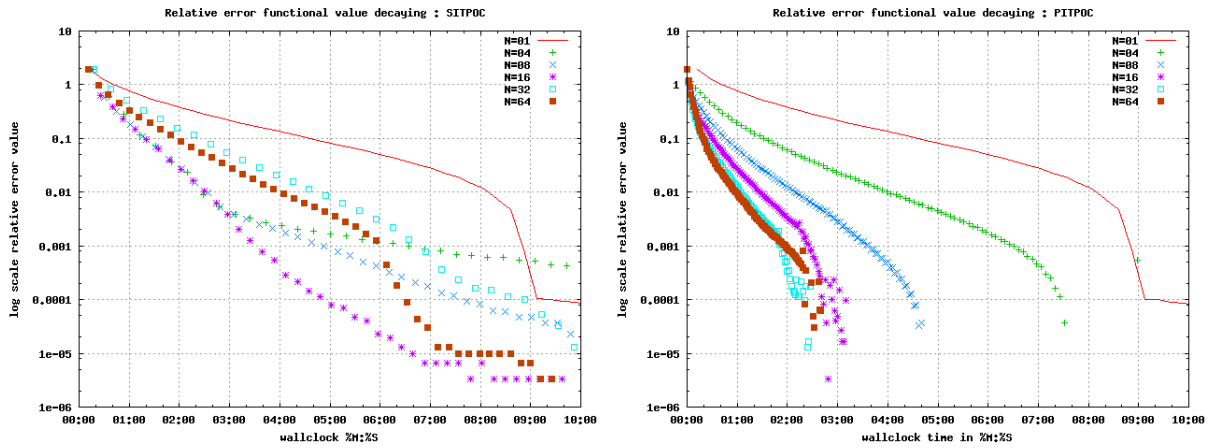 Relative error functional value decaying : SITPOC
log scale relative error value
10
1
0.1
0.01
0.001
0.0001
1e-05
1e-06
N=01
N=04
N=08
N=16
N=32
N=64
00:00 01:00 02:00 03:00 04:00 05:00 06:00 07:00 08:00 09:00 10:00
wallclock %M:%S
Relative error functional value decaying : PITPOC
log scale relative error value
10
1
0.1
0.01
0.001
0.0001
1e-05
1e-06
N=01
N=04
N=08
N=16
N=32
N=64
00:00 01:00 02:00 03:00 04:00 05:00 06:00 07:00 08:00 09:00 10:00
wallclock time in %M:%S